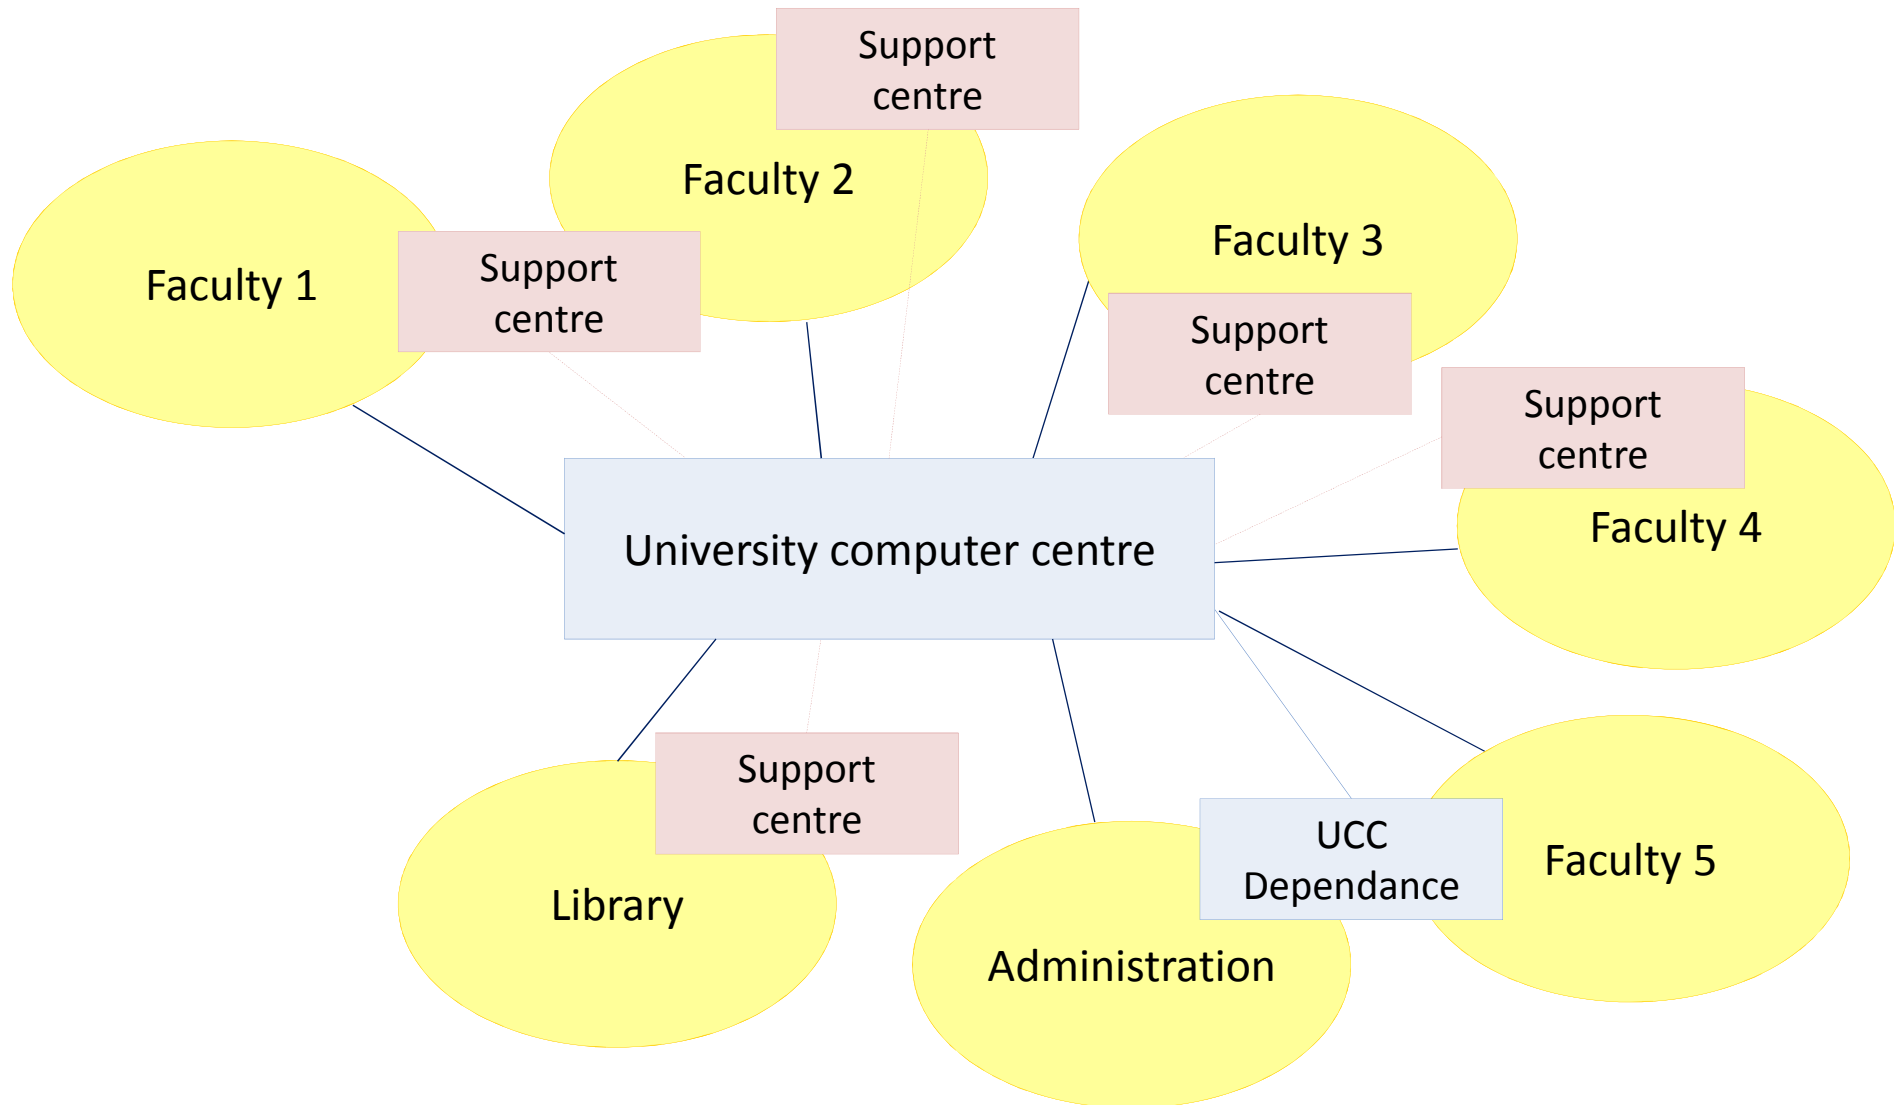 Support
centre
Faculty 2
Faculty 3
Faculty 1
Support
centre
Support
centre
Support
centre
Faculty 4
University computer centre
Support
centre
Library
UCC
Dependance
Faculty 5
Administration